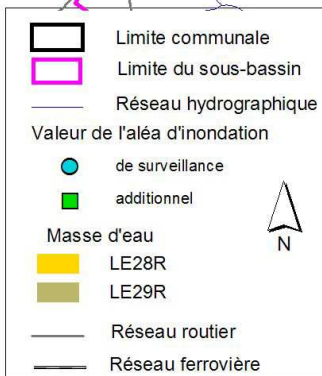 Limite communale
Limite du sous-bassin
Réseau hydrographique
Valeur de l'aléa d'inondation
de surveillance
additionnel
Masse d'eau
N
LE28R
LE29R
Réseau routier
Réseau ferrovière